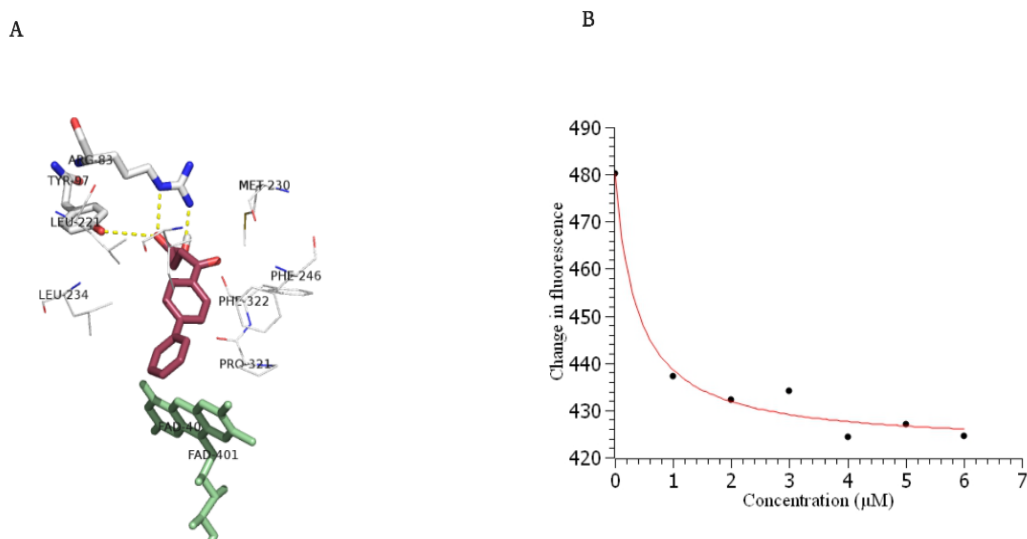 A
ARG-83
TYR-97
LEU-221
MET-230
PHE-246
LEU-234
PHE-322
PRO-321
FAD-40
FAD-401
B
490
480
470
460
450
440
430
420
Change in fluorescence
0 1 2 3 4 5 6 7
Concentration (μM)